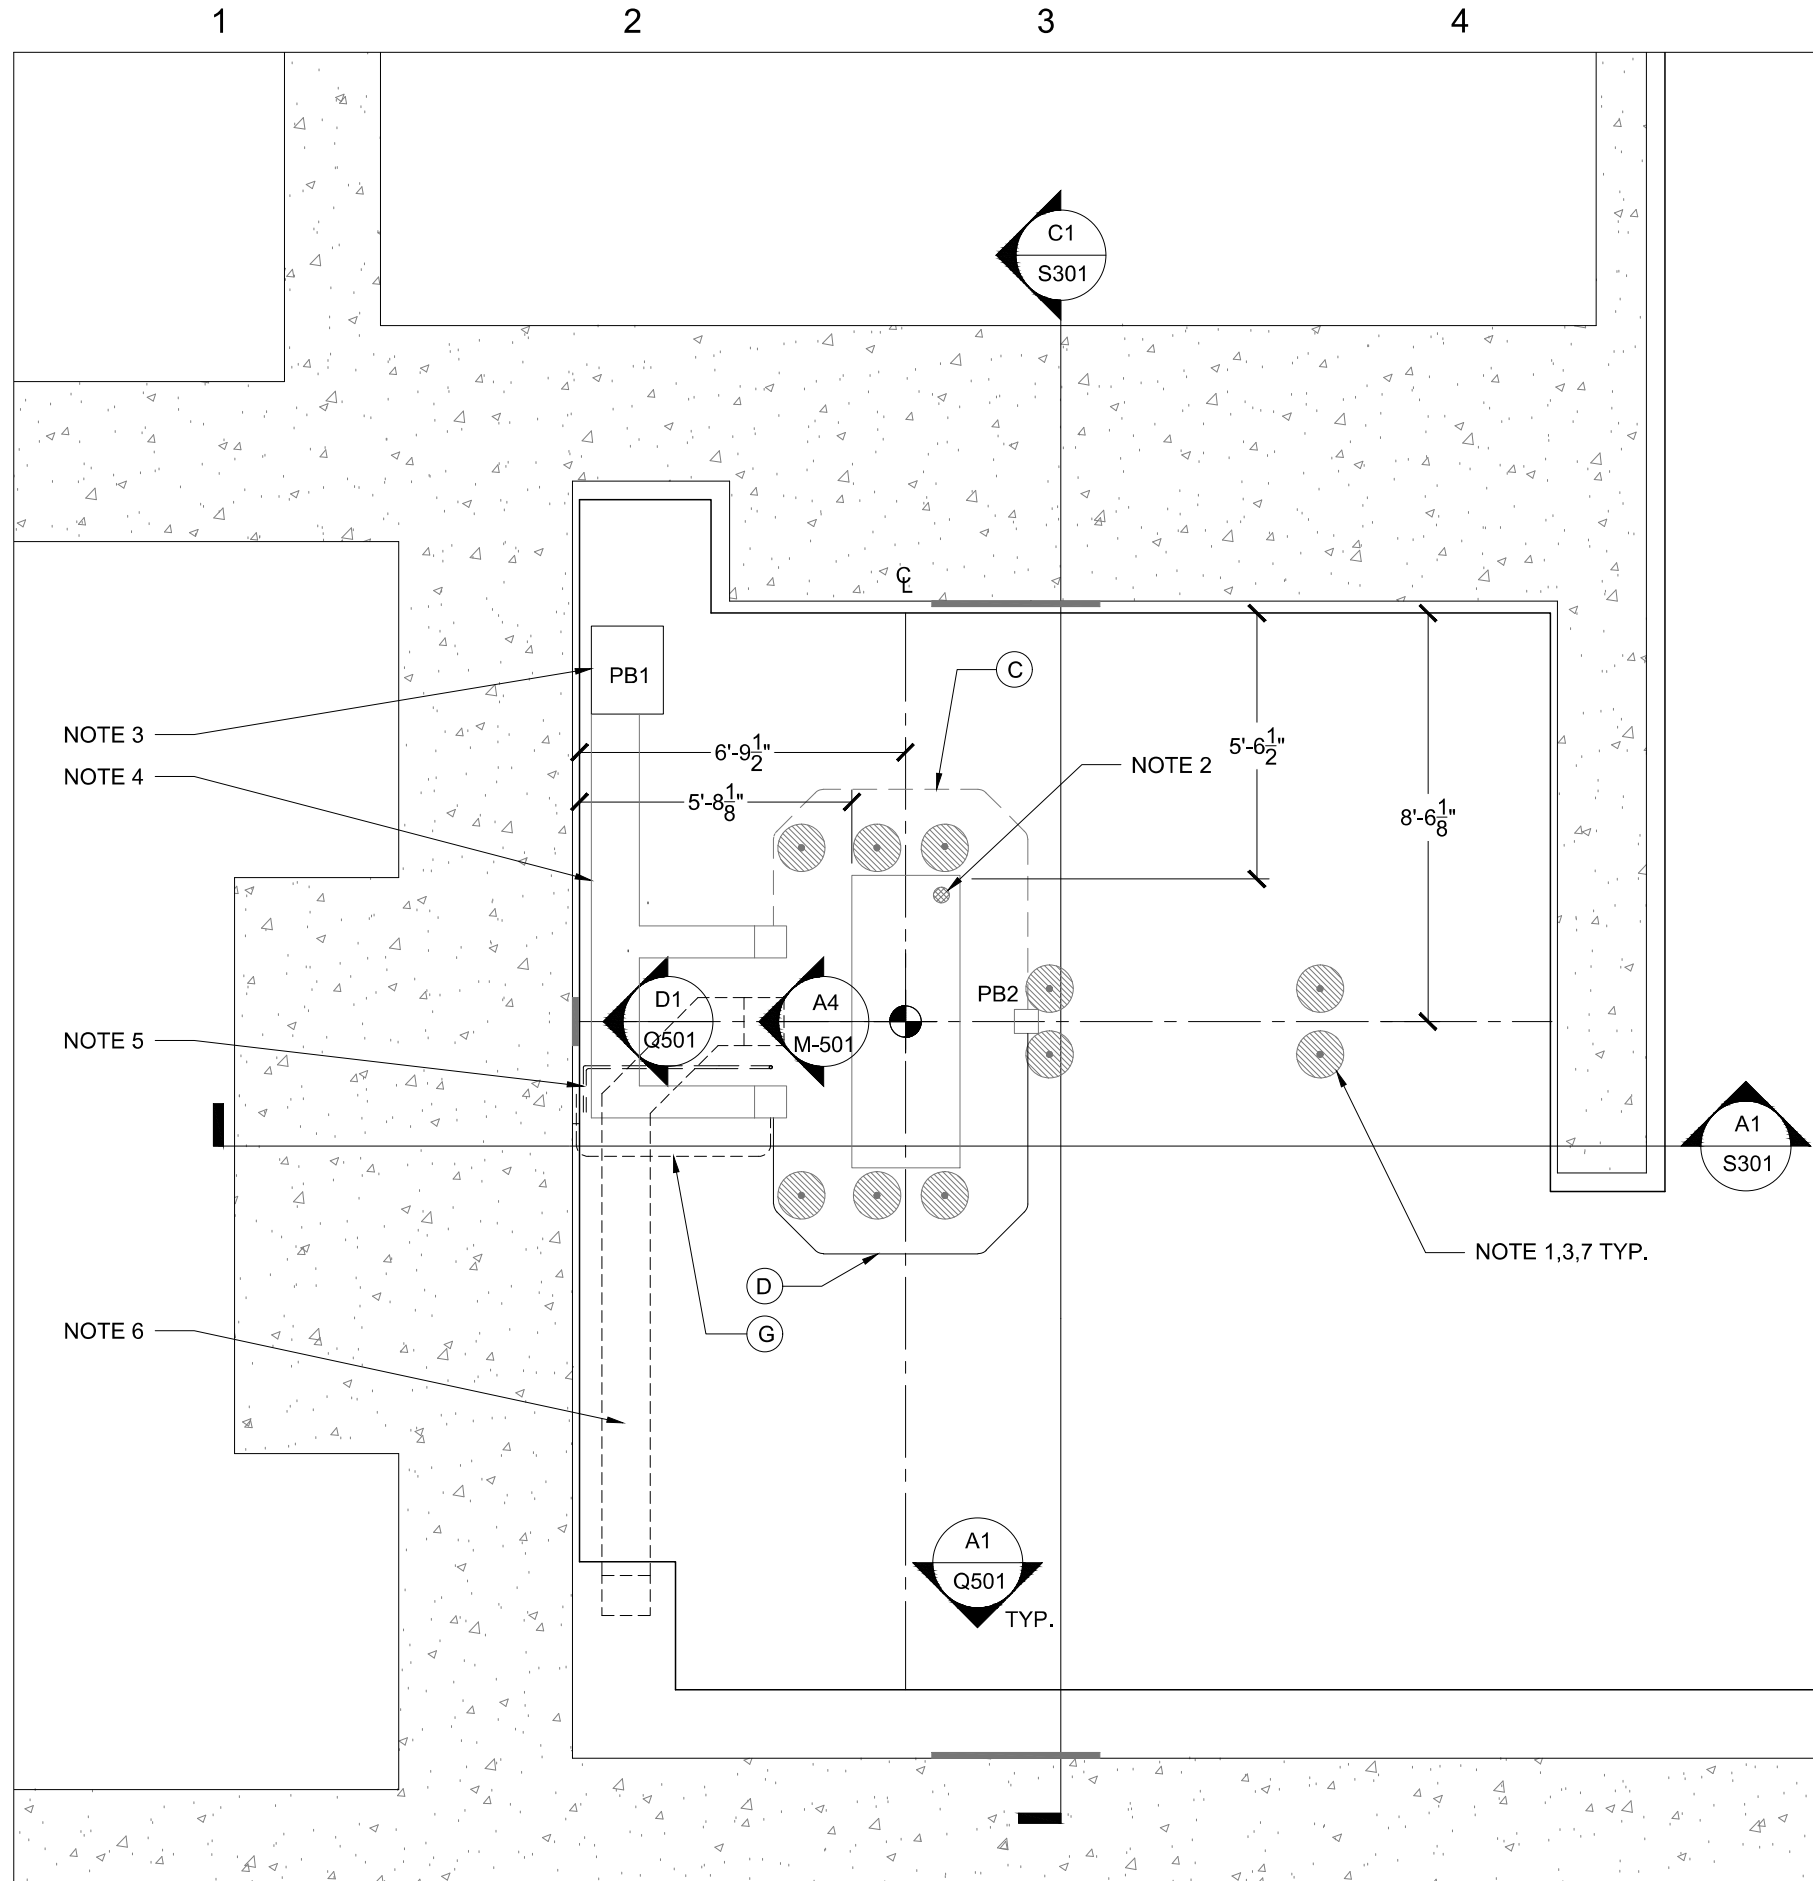 1 2 3 4
C1
S301
℄
C
PB1
NOTE 3
6'-9 1/2"
5'-6 1/2"
NOTE 2
NOTE 4
5'-8 1/8"
8'-6 1/8"
PB2
D1
Q501
A4
M-501
NOTE 5
A1
S301
NOTE 1,3,7 TYP.
D
NOTE 6
G
A1
Q501
TYP.